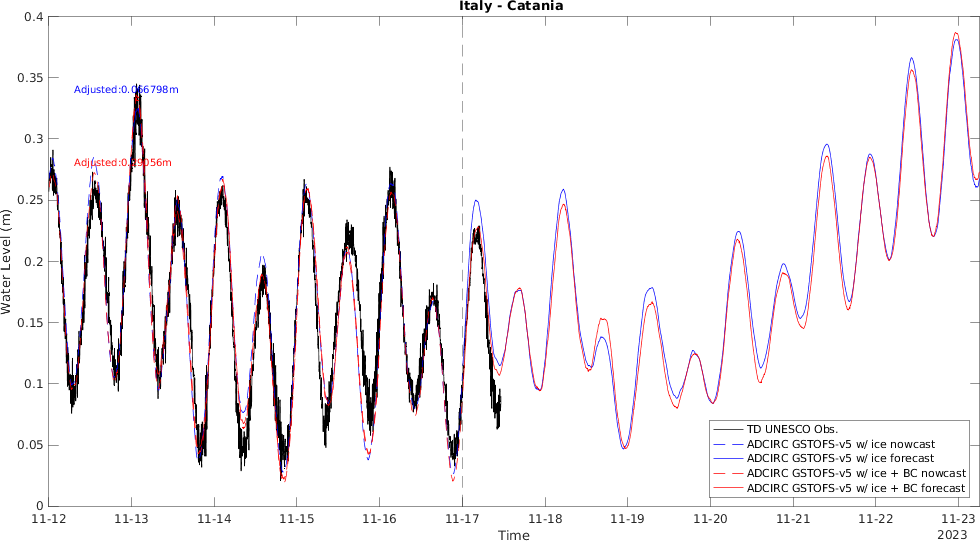 Italy - Catania
0.4
0.35
0.3
0.25
0.2
0.15
0.1
0.05
0
Water Level (m)
Adjusted:0.066798m
TD UNESCO Obs.
ADCIRC GSTOFS-v5 w/ ice nowcast
ADCIRC GSTOFS-v5 w/ ice forecast
ADCIRC GSTOFS-v5 w/ ice + BC nowcast
ADCIRC GSTOFS-v5 w/ ice + BC forecast
11-12 11-13 11-14 11-15 11-16 11-17 11-18 11-19 11-20 11-21 11-22 11-23
Time
2023